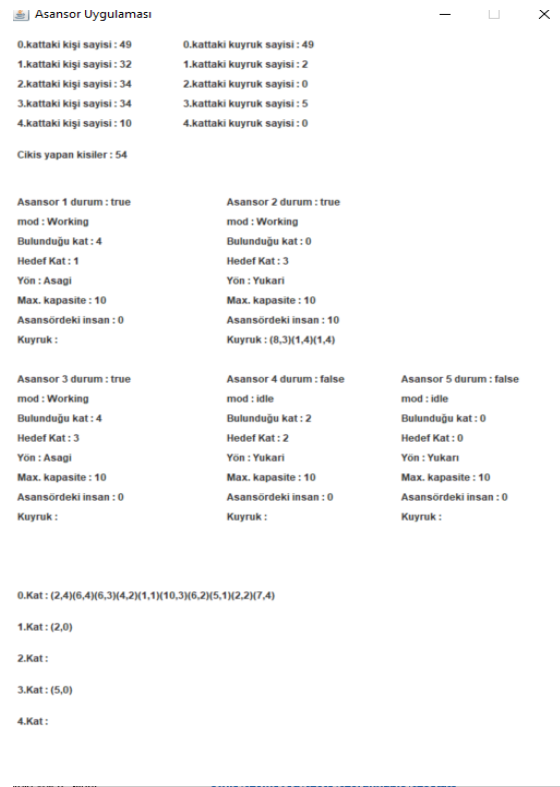 Asansor Uygulaması
0.kattaki kişi sayisi : 49 0.kattaki kuyruk sayisi : 49
1.kattaki kişi sayisi : 32 1.kattaki kuyruk sayisi : 2
2.kattaki kişi sayisi : 34 2.kattaki kuyruk sayisi : 0
3.kattaki kişi sayisi : 34 3.kattaki kuyruk sayisi : 5
4.kattaki kişi sayisi : 10 4.kattaki kuyruk sayisi : 0
Cikis yapan kisiler : 54
Asansor 1 durum : true Asansor 2 durum : true
mod : Working mod : Working
Bulunduğu kat : 4 Bulunduğu kat : 0
Hedef Kat : 1 Hedef Kat : 3
Yön : Asagi Yön : Yukari
Max. kapasite : 10 Max. kapasite : 10
Asansördeki insan : 0 Asansördeki insan : 10
Kuyruk : Kuyruk : (8,3)(1,4)(1,4)
Asansor 3 durum : true Asansor 4 durum : false Asansor 5 durum : false
mod : Working mod : idle mod : idle
Bulunduğu kat : 4 Bulunduğu kat : 2 Bulunduğu kat : 0
Hedef Kat : 3 Hedef Kat : 2 Hedef Kat : 0
Yön : Asagi Yön : Yukari Yön : Yukarı
Max. kapasite : 10 Max. kapasite : 10 Max. kapasite : 10
Asansördeki insan : 0 Asansördeki insan : 0 Asansördeki insan : 0
Kuyruk : Kuyruk : Kuyruk :
0.Kat : (2,4)(6,4)(6,3)(4,2)(1,1)(10,3)(6,2)(5,1)(2,2)(7,4)
1.Kat : (2,0)
2.Kat :
3.Kat : (5,0)
4.Kat :